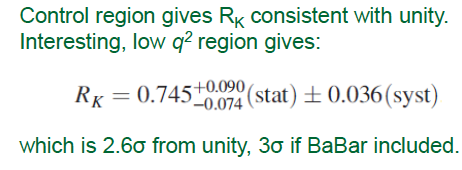 Control region gives R_K consistent with unity.
Interesting, low q² region gives:
R_K = 0.745^{+0.090}_{-0.074}(stat) ± 0.036(syst)
which is 2.6σ from unity, 3σ if BaBar included.